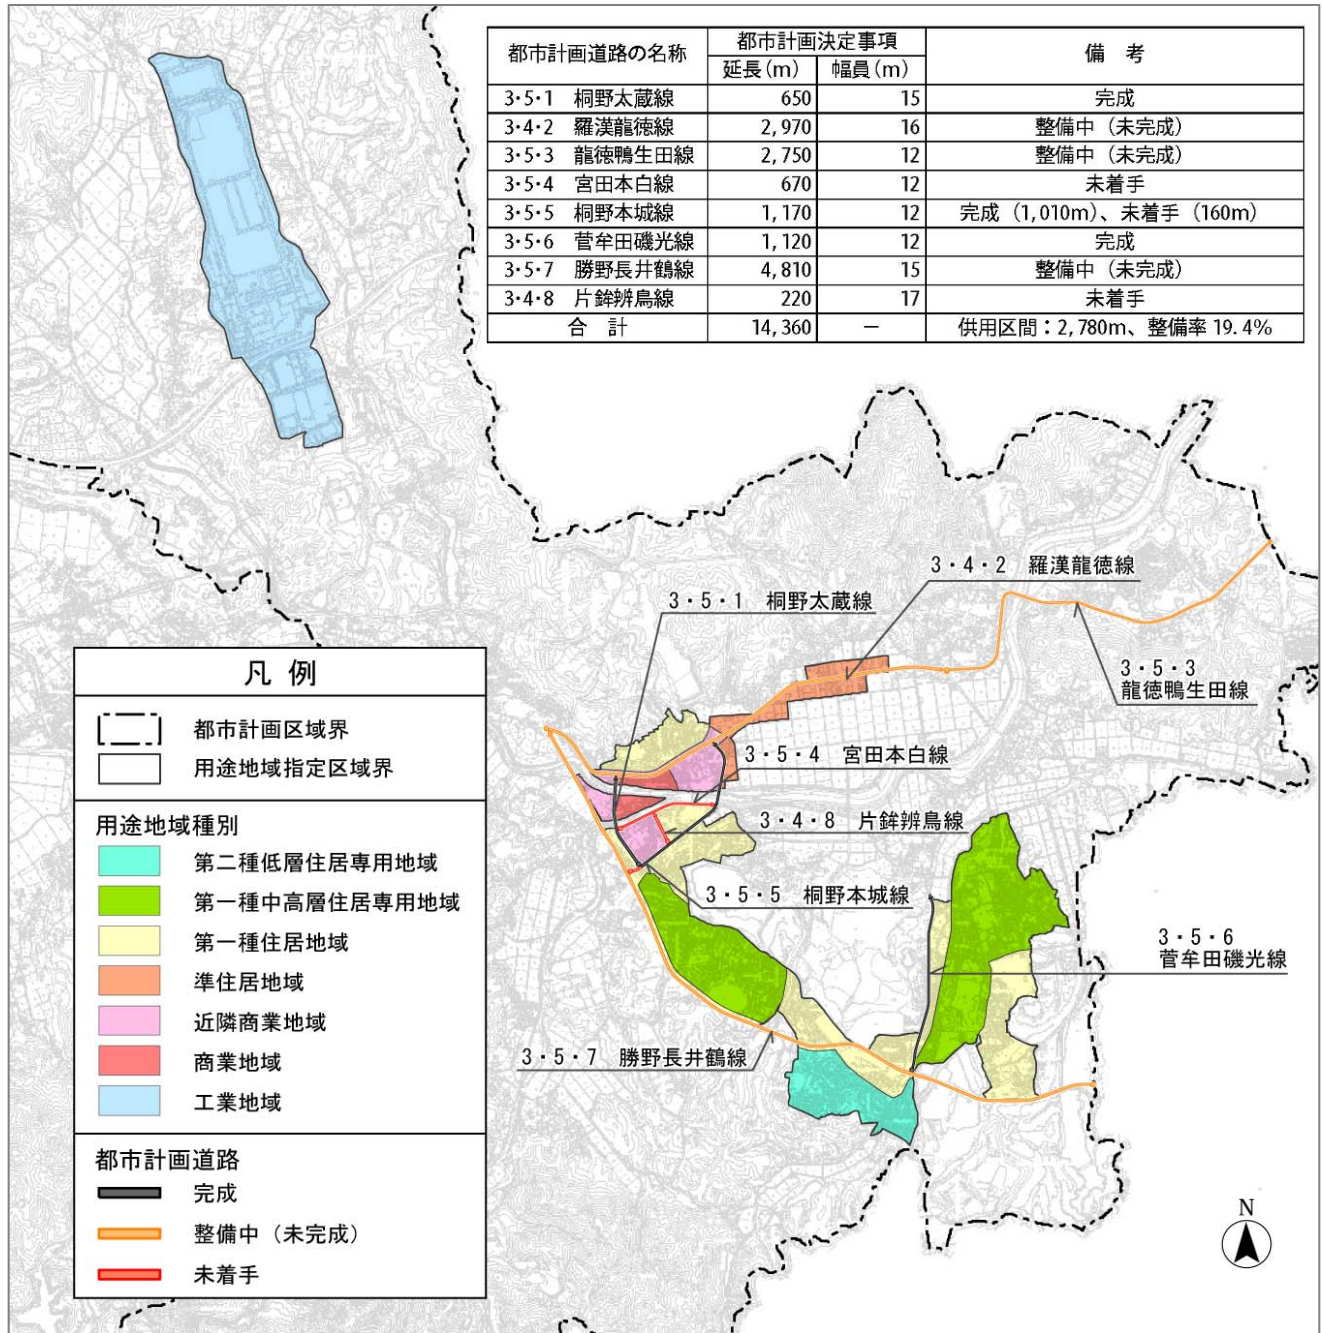 都市計画道路の名称 都市計画決定事項 備 考
延長(m) 幅員(m)
3・5・1 桐野太蔵線 650 15 完成
3・4・2 羅漢龍徳線 2,970 16 整備中(未完成)
3・5・3 龍徳鴨生田線 2,750 12 整備中(未完成)
3・5・4 宮田本白線 670 12 未着手
3・5・5 桐野本城線 1,170 12 完成(1,010m)、未着手(160m)
3・5・6 菅牟田磯光線 1,120 12 完成
3・5・7 勝野長井鶴線 4,810 15 整備中(未完成)
3・4・8 片鉾辨鳥線 220 17 未着手
合 計 14,360 － 供用区間：2,780m、整備率 19.4%
3・4・2 羅漢龍徳線
3・5・1 桐野太蔵線
3・5・3
龍徳鴨生田線
3・5・4 宮田本白線
3・4・8 片鉾辨鳥線
3・5・5 桐野本城線
3・5・6
菅牟田磯光線
3・5・7 勝野長井鶴線
凡 例
都市計画区域界
用途地域指定区域界
用途地域種別
第二種低層住居専用地域
第一種中高層住居専用地域
第一種住居地域
準住居地域
近隣商業地域
商業地域
工業地域
都市計画道路
完成
整備中(未完成)
未着手
N